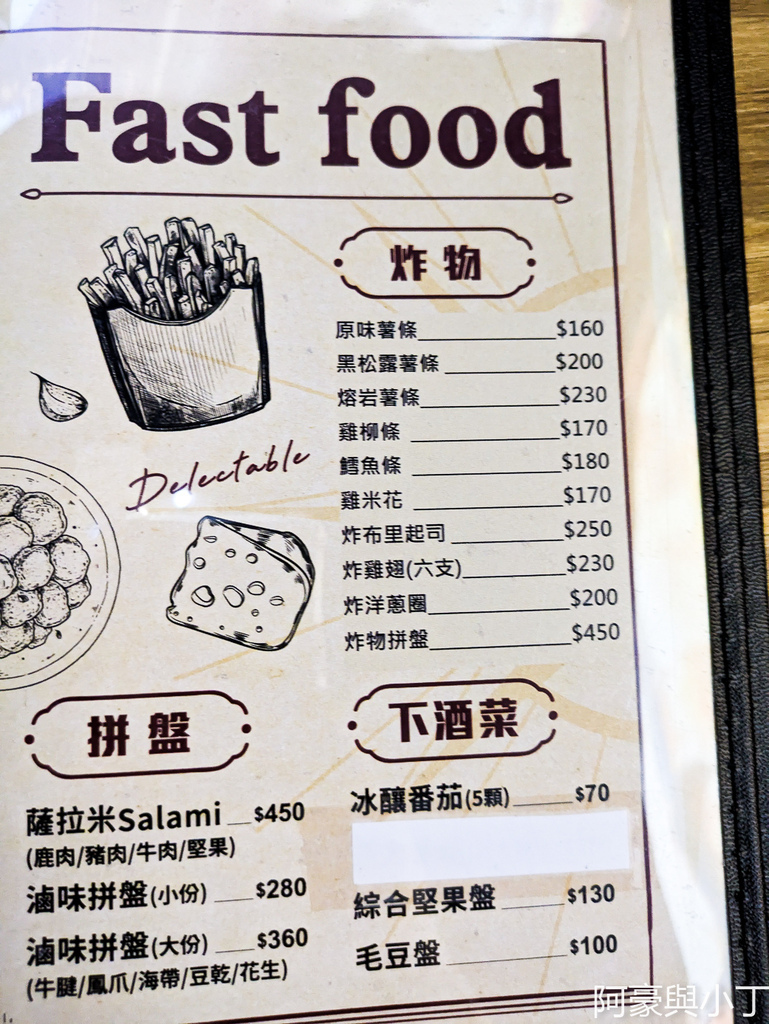 Fast food
炸物
原味薯條 $160
黑松露薯條 $200
熔岩薯條 $230
雞柳條 $170
鱈魚條 $180
雞米花 $170
炸布里起司 $250
炸雞翅(六支) $230
炸洋蔥圈 $200
炸物拼盤 $450
Delectable
拼盤
薩拉米Salami $450
(鹿肉/豬肉/牛肉/堅果)
滷味拼盤(小份) $280
滷味拼盤(大份) $360
(牛腱/鳳爪/海帶/豆乾/花生)
下酒菜
冰釀番茄(5顆) $70
綜合堅果盤 $130
毛豆盤 $100
阿豪與小丁